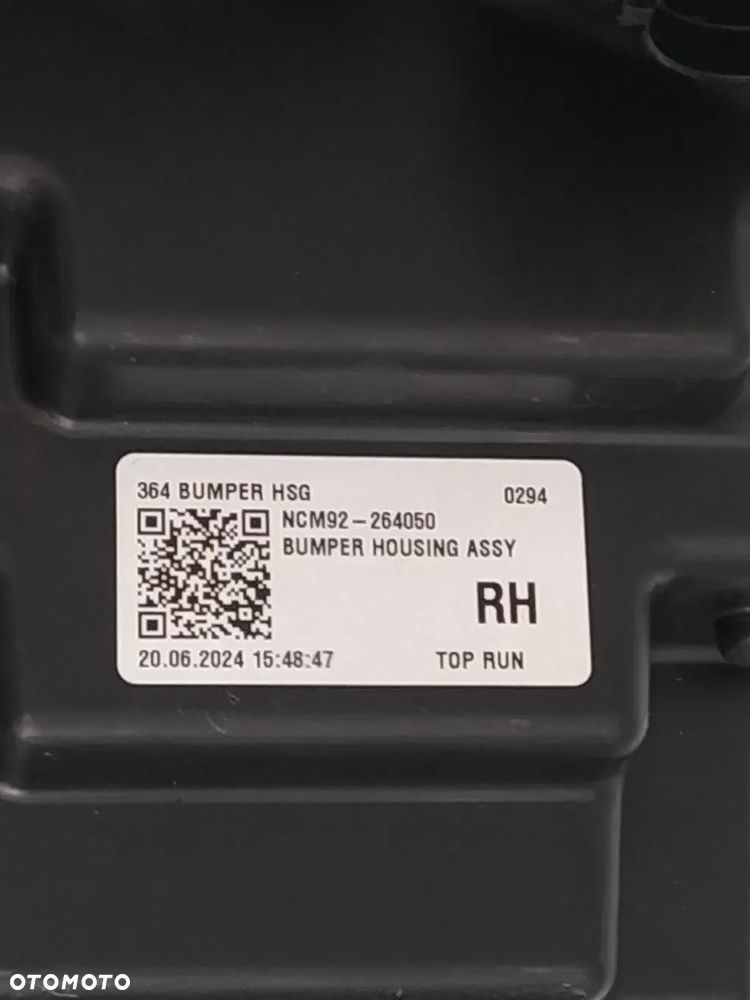 364 BUMPER HSG 0294
NCM92-264050
BUMPER HOUSING ASSY
RH
20.06.2024 15:48:47 TOP RUN
OTOMOTO